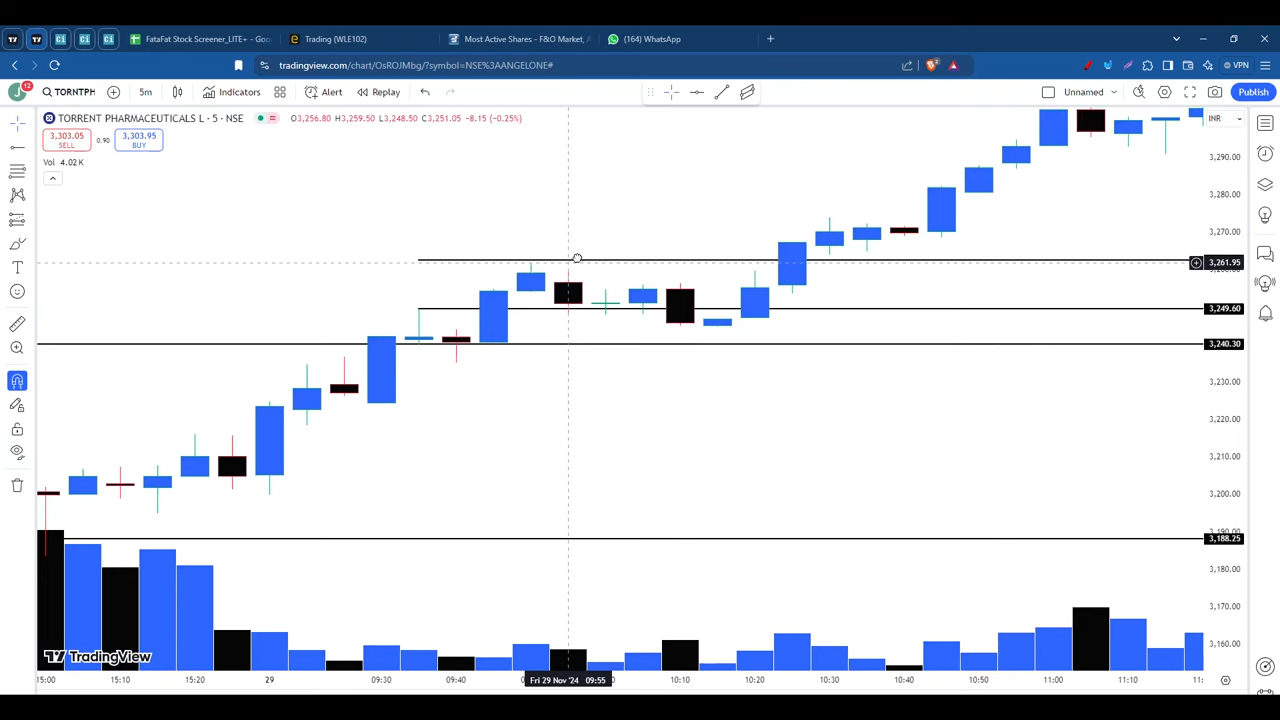 FataFat Stock Screener_LITE+ - Goo
Trading (WLE102)
Most Active Shares - F&O Market,
(164) WhatsApp
tradingview.com/chart/OsROJMbg/?symbol=NSE%3AANGELONE#
VPN
J 12 TORNTPH 5m Indicators Alert Replay Unnamed Publish
TORRENT PHARMACEUTICALS L · 5 · NSE O3,256.80 H3,259.50 L3,248.50 C3,251.05 -8.15 (-0.25%)
INR
3,303.05 SELL
0.90
3,303.95 BUY
Vol 4.02 K
3,290.00
3,280.00
3,270.00
3,261.95
3,249.60
3,240.30
3,230.00
3,220.00
3,210.00
3,200.00
3,188.25
3,180.00
3,170.00
3,160.00
TradingView
15:00 15:10 15:20 29 09:30 09:40 Fri 29 Nov '24 09:55 10:10 10:20 10:30 10:40 10:50 11:00 11:10 11: